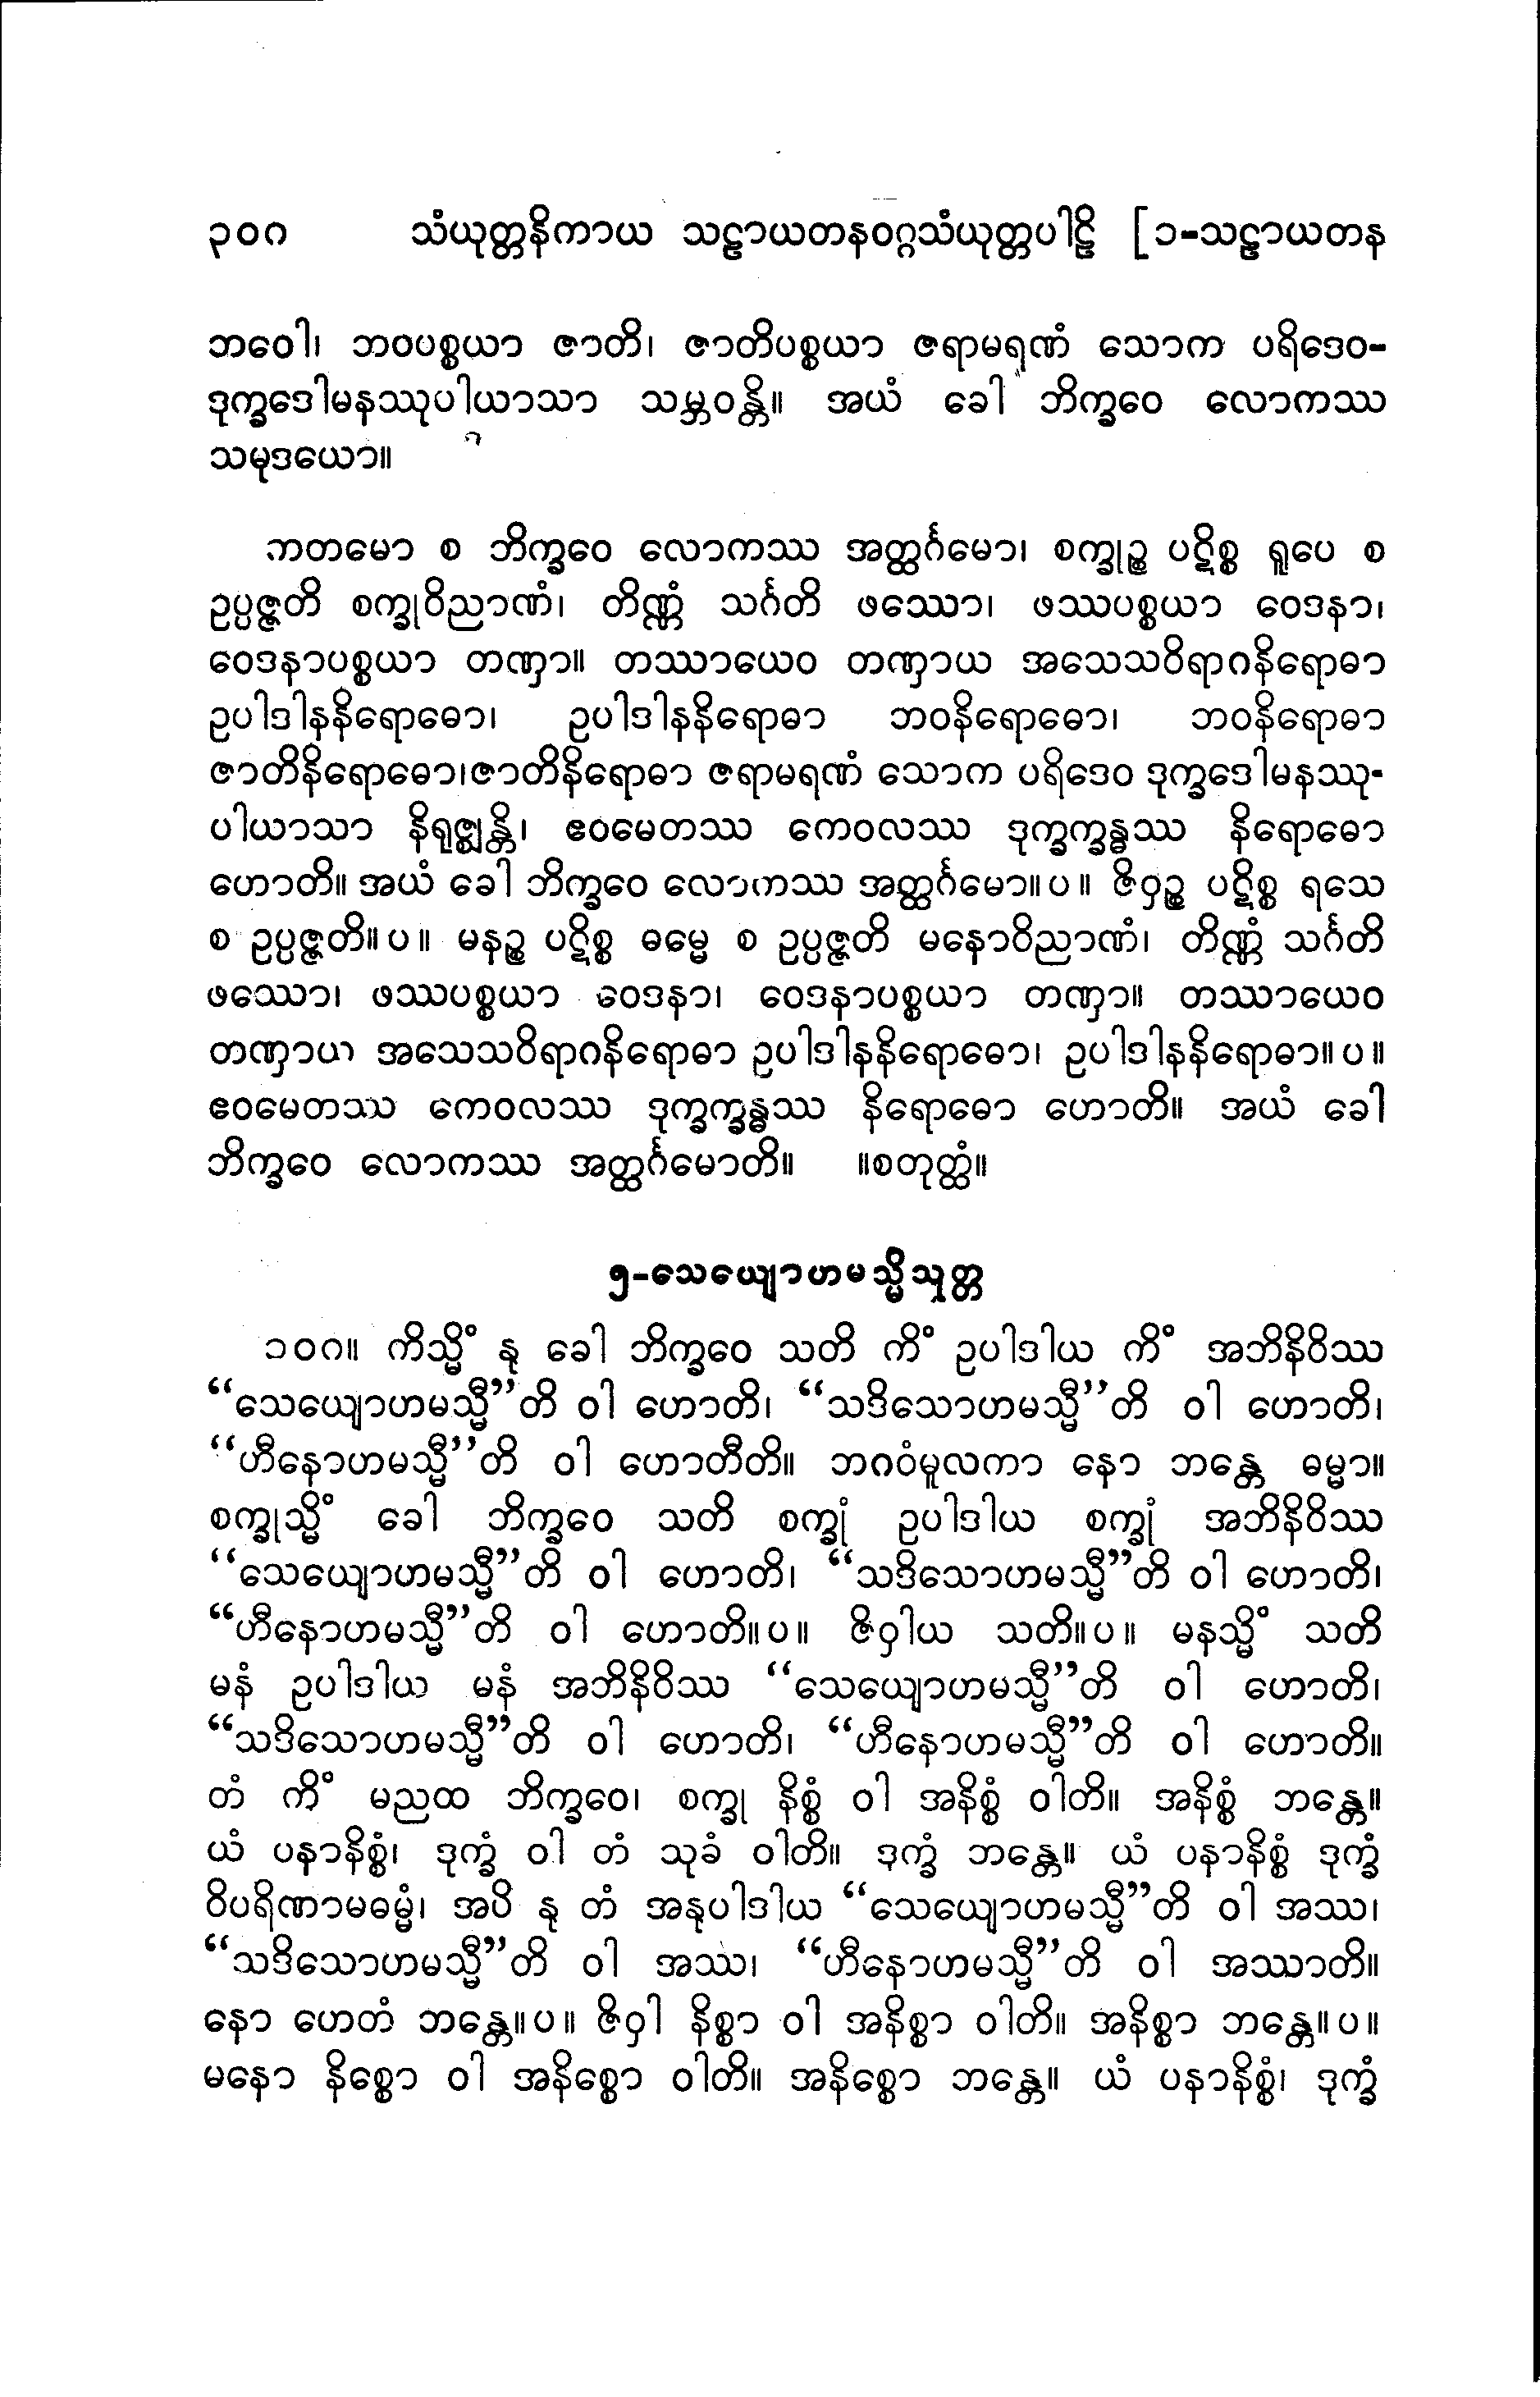 ၃၀၈ သံယုတ္တနိကာယ သဠာယတနဝဂ္ဂသံယုတ္တပါဠိ [၁-သဠာယတန
ဘဝေါ၊ ဘဝပစ္စယာ ဇာတိ၊ ဇာတိပစ္စယာ ဇရာမရဏံ သောက ပရိဒေဝ-
ဒုက္ခဒေါမနဿုပါယာသာ သမ္ဘဝန္တိ။ အယံ ခေါ ဘိက္ခဝေ လောကဿ
သမုဒယော။
ကတမော စ ဘိက္ခဝေ လောကဿ အတ္ထင်္ဂမော၊ စက္ခုဉ္စ ပဋိစ္စ ရူပေ စ
ဥပ္ပဇ္ဇတိ စက္ခုဝိညာဏံ၊ တိဏ္ဏံ သင်္ဂတိ ဖဿော၊ ဖဿပစ္စယာ ဝေဒနာ၊
ဝေဒနာပစ္စယာ တဏှာ။ တဿာယေဝ တဏှာယ အသေသဝိရာဂနိရောဓာ
ဥပါဒါနနိရောဓော၊ ဥပါဒါနနိရောဓာ ဘဝနိရောဓော၊ ဘဝနိရောဓာ
ဇာတိနိရောဓော၊ဇာတိနိရောဓာ ဇရာမရဏံ သောက ပရိဒေဝ ဒုက္ခဒေါမနဿု-
ပါယာသာ နိရုဇ္ဈန္တိ၊ ဧဝမေတဿ ကေဝလဿ ဒုက္ခက္ခန္ဓဿ နိရောဓော
ဟောတိ။ အယံ ခေါ ဘိက္ခဝေ လောကဿ အတ္ထင်္ဂမော။ပ။ ဇိဝှဉ္စ ပဋိစ္စ ရသေ
စ ဥပ္ပဇ္ဇတိ။ပ။ မနဉ္စ ပဋိစ္စ ဓမ္မေ စ ဥပ္ပဇ္ဇတိ မနောဝိညာဏံ၊ တိဏ္ဏံ သင်္ဂတိ
ဖဿော၊ ဖဿပစ္စယာ ဝေဒနာ၊ ဝေဒနာပစ္စယာ တဏှာ။ တဿာယေဝ
တဏှာယ အသေသဝိရာဂနိရောဓာ ဥပါဒါနနိရောဓော၊ ဥပါဒါနနိရောဓာ။ပ။
ဧဝမေတဿ ကေဝလဿ ဒုက္ခက္ခန္ဓဿ နိရောဓော ဟောတိ။ အယံ ခေါ
ဘိက္ခဝေ လောကဿ အတ္ထင်္ဂမောတိ။ ။စတုတ္ထံ။
၅-သေယျောဟမသ္မိသုတ္တ
၁၀၈။ ကိသ္မိံ နု ခေါ ဘိက္ခဝေ သတိ ကိံ ဥပါဒါယ ကိံ အဘိနိဝိဿ
“သေယျောဟမသ္မီ”တိ ဝါ ဟောတိ၊ “သဒိသောဟမသ္မီ”တိ ဝါ ဟောတိ၊
“ဟီနောဟမသ္မီ”တိ ဝါ ဟောတီတိ။ ဘဂဝံမူလကာ နော ဘန္တေ ဓမ္မာ။
စက္ခုသ္မိံ ခေါ ဘိက္ခဝေ သတိ စက္ခုံ ဥပါဒါယ စက္ခုံ အဘိနိဝိဿ
“သေယျောဟမသ္မီ”တိ ဝါ ဟောတိ၊ “သဒိသောဟမသ္မီ”တိ ဝါ ဟောတိ၊
“ဟီနောဟမသ္မီ”တိ ဝါ ဟောတိ။ပ။ ဇိဝှါယ သတိ။ပ။ မနသ္မိံ သတိ
မနံ ဥပါဒါယ မနံ အဘိနိဝိဿ “သေယျောဟမသ္မီ”တိ ဝါ ဟောတိ၊
“သဒိသောဟမသ္မီ”တိ ဝါ ဟောတိ၊ “ဟီနောဟမသ္မီ”တိ ဝါ ဟောတိ။
တံ ကိံ မညထ ဘိက္ခဝေ၊ စက္ခု နိစ္စံ ဝါ အနိစ္စံ ဝါတိ။ အနိစ္စံ ဘန္တေ။
ယံ ပနာနိစ္စံ၊ ဒုက္ခံ ဝါ တံ သုခံ ဝါတိ။ ဒုက္ခံ ဘန္တေ။ ယံ ပနာနိစ္စံ ဒုက္ခံ
ဝိပရိဏာမဓမ္မံ၊ အပိ နု တံ အနုပါဒါယ “သေယျောဟမသ္မီ”တိ ဝါ အဿ၊
“သဒိသောဟမသ္မီ”တိ ဝါ အဿ၊ “ဟီနောဟမသ္မီ”တိ ဝါ အဿာတိ။
နော ဟေတံ ဘန္တေ။ပ။ ဇိဝှါ နိစ္စာ ဝါ အနိစ္စာ ဝါတိ။ အနိစ္စာ ဘန္တေ။ပ။
မနော နိစ္စော ဝါ အနိစ္စော ဝါတိ။ အနိစ္စော ဘန္တေ။ ယံ ပနာနိစ္စံ၊ ဒုက္ခံ